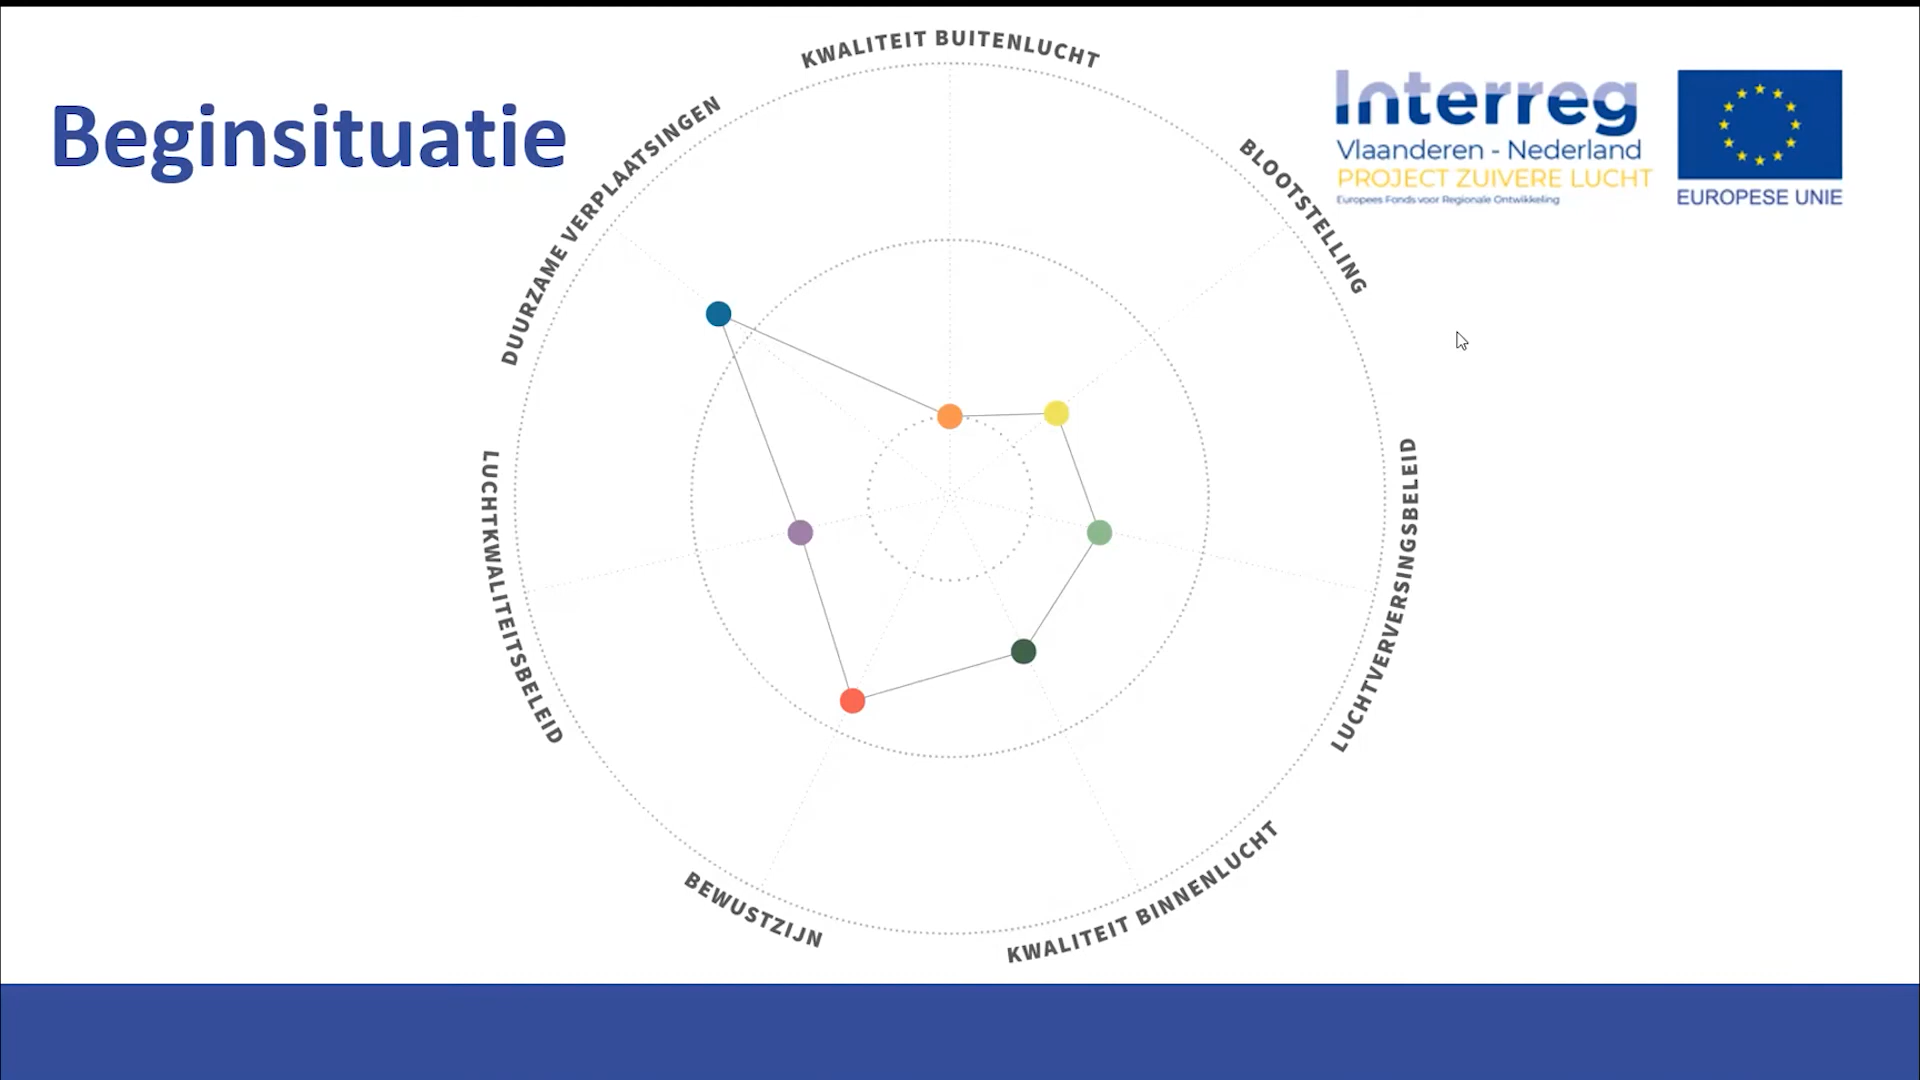 Beginsituatie
KWALITEIT BUITENLUCHT
BLOOTSTELLING
LUCHTVERVERSINGSBELEID
KWALITEIT BINNENLUCHT
BEWUSTZIJN
LUCHTKWALITEITSBELEID
DUURZAME VERPLAATSINGEN
Interreg
Vlaanderen - Nederland
PROJECT ZUIVERE LUCHT
Europees Fonds voor Regionale Ontwikkeling
EUROPESE UNIE